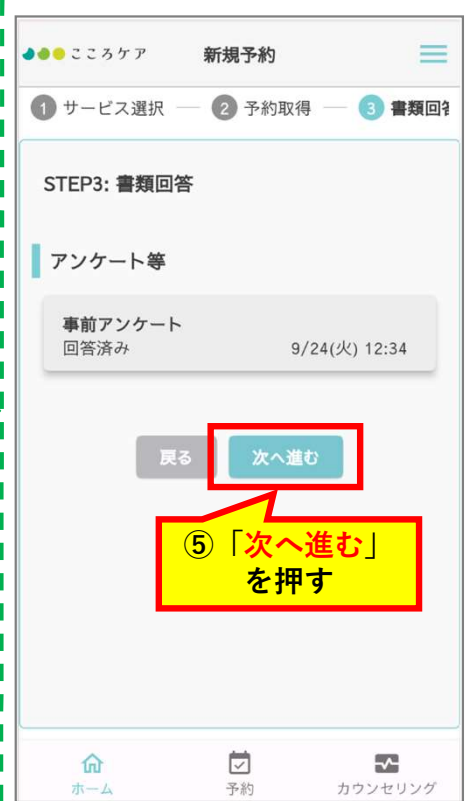 こころケア 新規予約
1 サービス選択 2 予約取得 3 書類回答
STEP3: 書類回答
アンケート等
事前アンケート
回答済み 9/24(火) 12:34
戻る 次へ進む
⑤「次へ進む」
を押す
ホーム 予約 カウンセリング